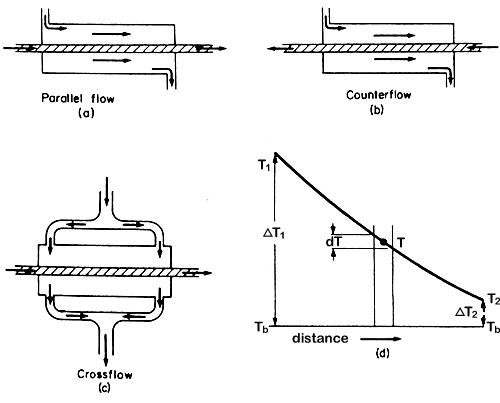 Parallel flow
(a)
Counterflow
(b)
Crossflow
(c)
T1
ΔT1
dT
T
T2
ΔT2
Tb
Tb
distance
(d)